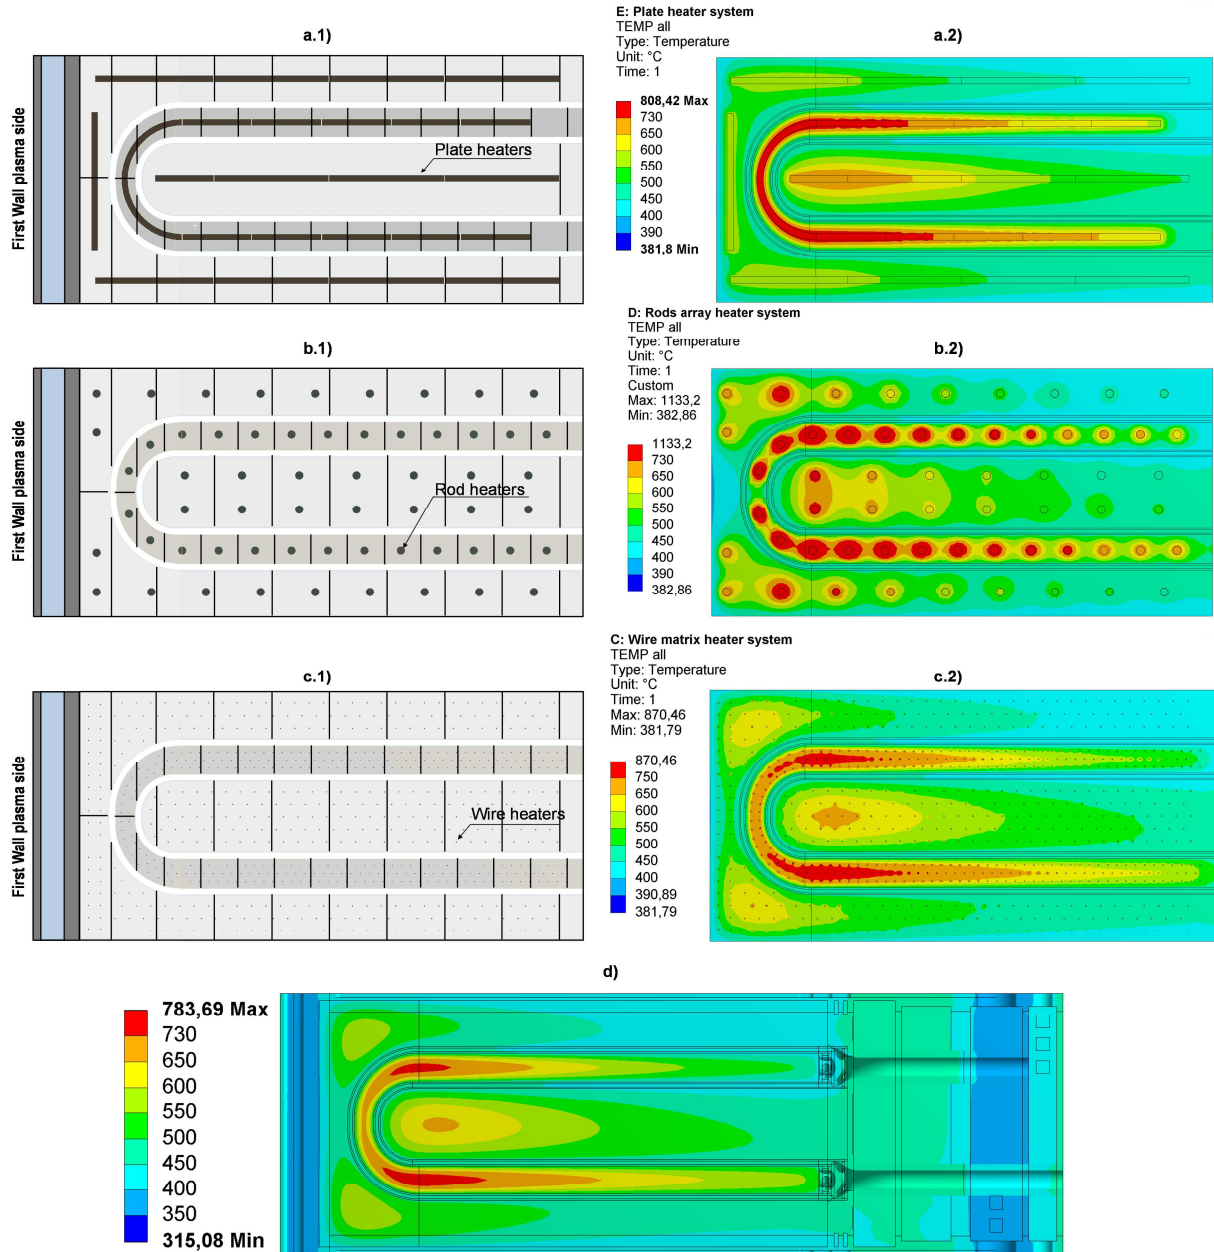 a.1)
First Wall plasma side
Plate heaters
E: Plate heater system
TEMP all
Type: Temperature
Unit: °C
Time: 1
808,42 Max
730
650
600
550
500
450
400
390
381,8 Min
a.2)
b.1)
First Wall plasma side
Rod heaters
D: Rods array heater system
TEMP all
Type: Temperature
Unit: °C
Time: 1
Custom
Max: 1133,2
Min: 382,86
1133,2
730
650
600
550
500
450
400
390
382,86
b.2)
c.1)
First Wall plasma side
Wire heaters
C: Wire matrix heater system
TEMP all
Type: Temperature
Unit: °C
Time: 1
Max: 870,46
Min: 381,79
870,46
750
650
600
550
500
450
400
390,89
381,79
c.2)
d)
783,69 Max
730
650
600
550
500
450
400
350
315,08 Min